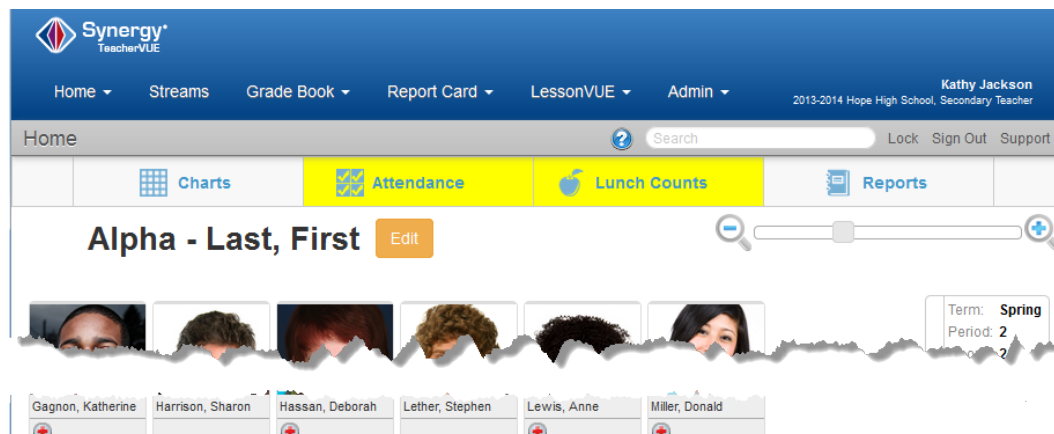 Synergy
TeacherVUE
Home Streams Grade Book Report Card LessonVUE Admin
Kathy Jackson
2013-2014 Hope High School, Secondary Teacher
Home ? Search Lock Sign Out Support
Charts Attendance Lunch Counts Reports
Alpha - Last, First Edit
Term: Spring
Period: 2
Gagnon, Katherine Harrison, Sharon Hassan, Deborah Lether, Stephen Lewis, Anne Miller, Donald